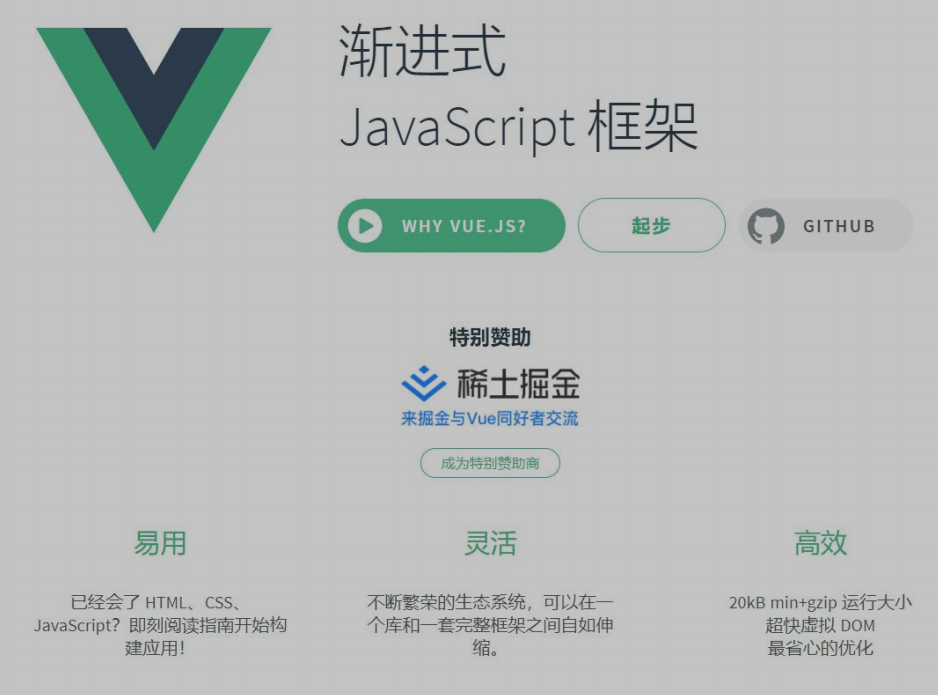 渐进式
JavaScript 框架
WHY VUE.JS?
起步
GITHUB
特别赞助
稀土掘金
来掘金与Vue同好者交流
成为特别赞助商
易用
已经会了 HTML、CSS、
JavaScript？即刻阅读指南开始构
建应用！
灵活
不断繁荣的生态系统，可以在一
个库和一套完整框架之间自如伸
缩。
高效
20kB min+gzip 运行大小
超快虚拟 DOM
最省心的优化